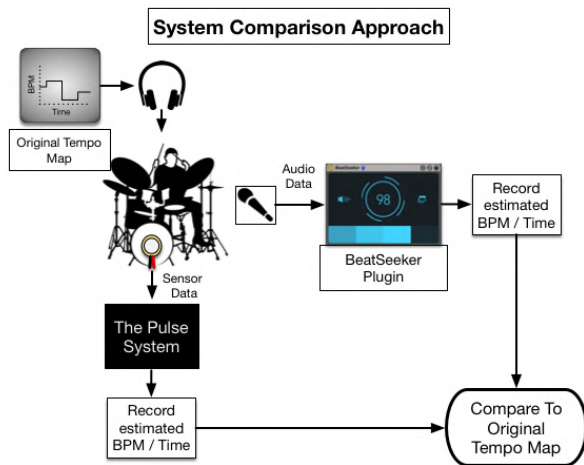 System Comparison Approach
BPM
Time
Original Tempo
Map
Audio
Data
BeatSeeker
98
BeatSeeker
Plugin
Record
estimated
BPM / Time
Sensor
Data
The Pulse
System
Record
estimated
BPM / Time
Compare To
Original
Tempo Map